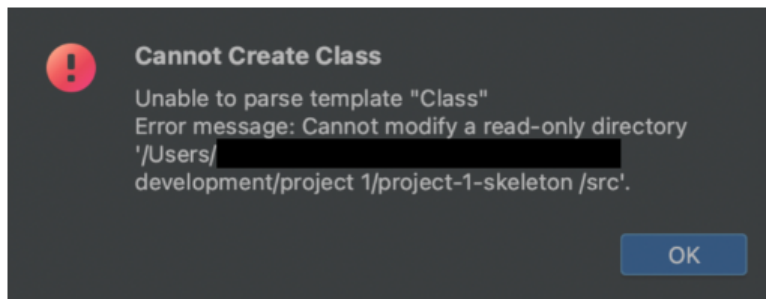 Cannot Create Class
Unable to parse template "Class"
Error message: Cannot modify a read-only directory
'/Users/
development/project 1/project-1-skeleton /src'.
OK